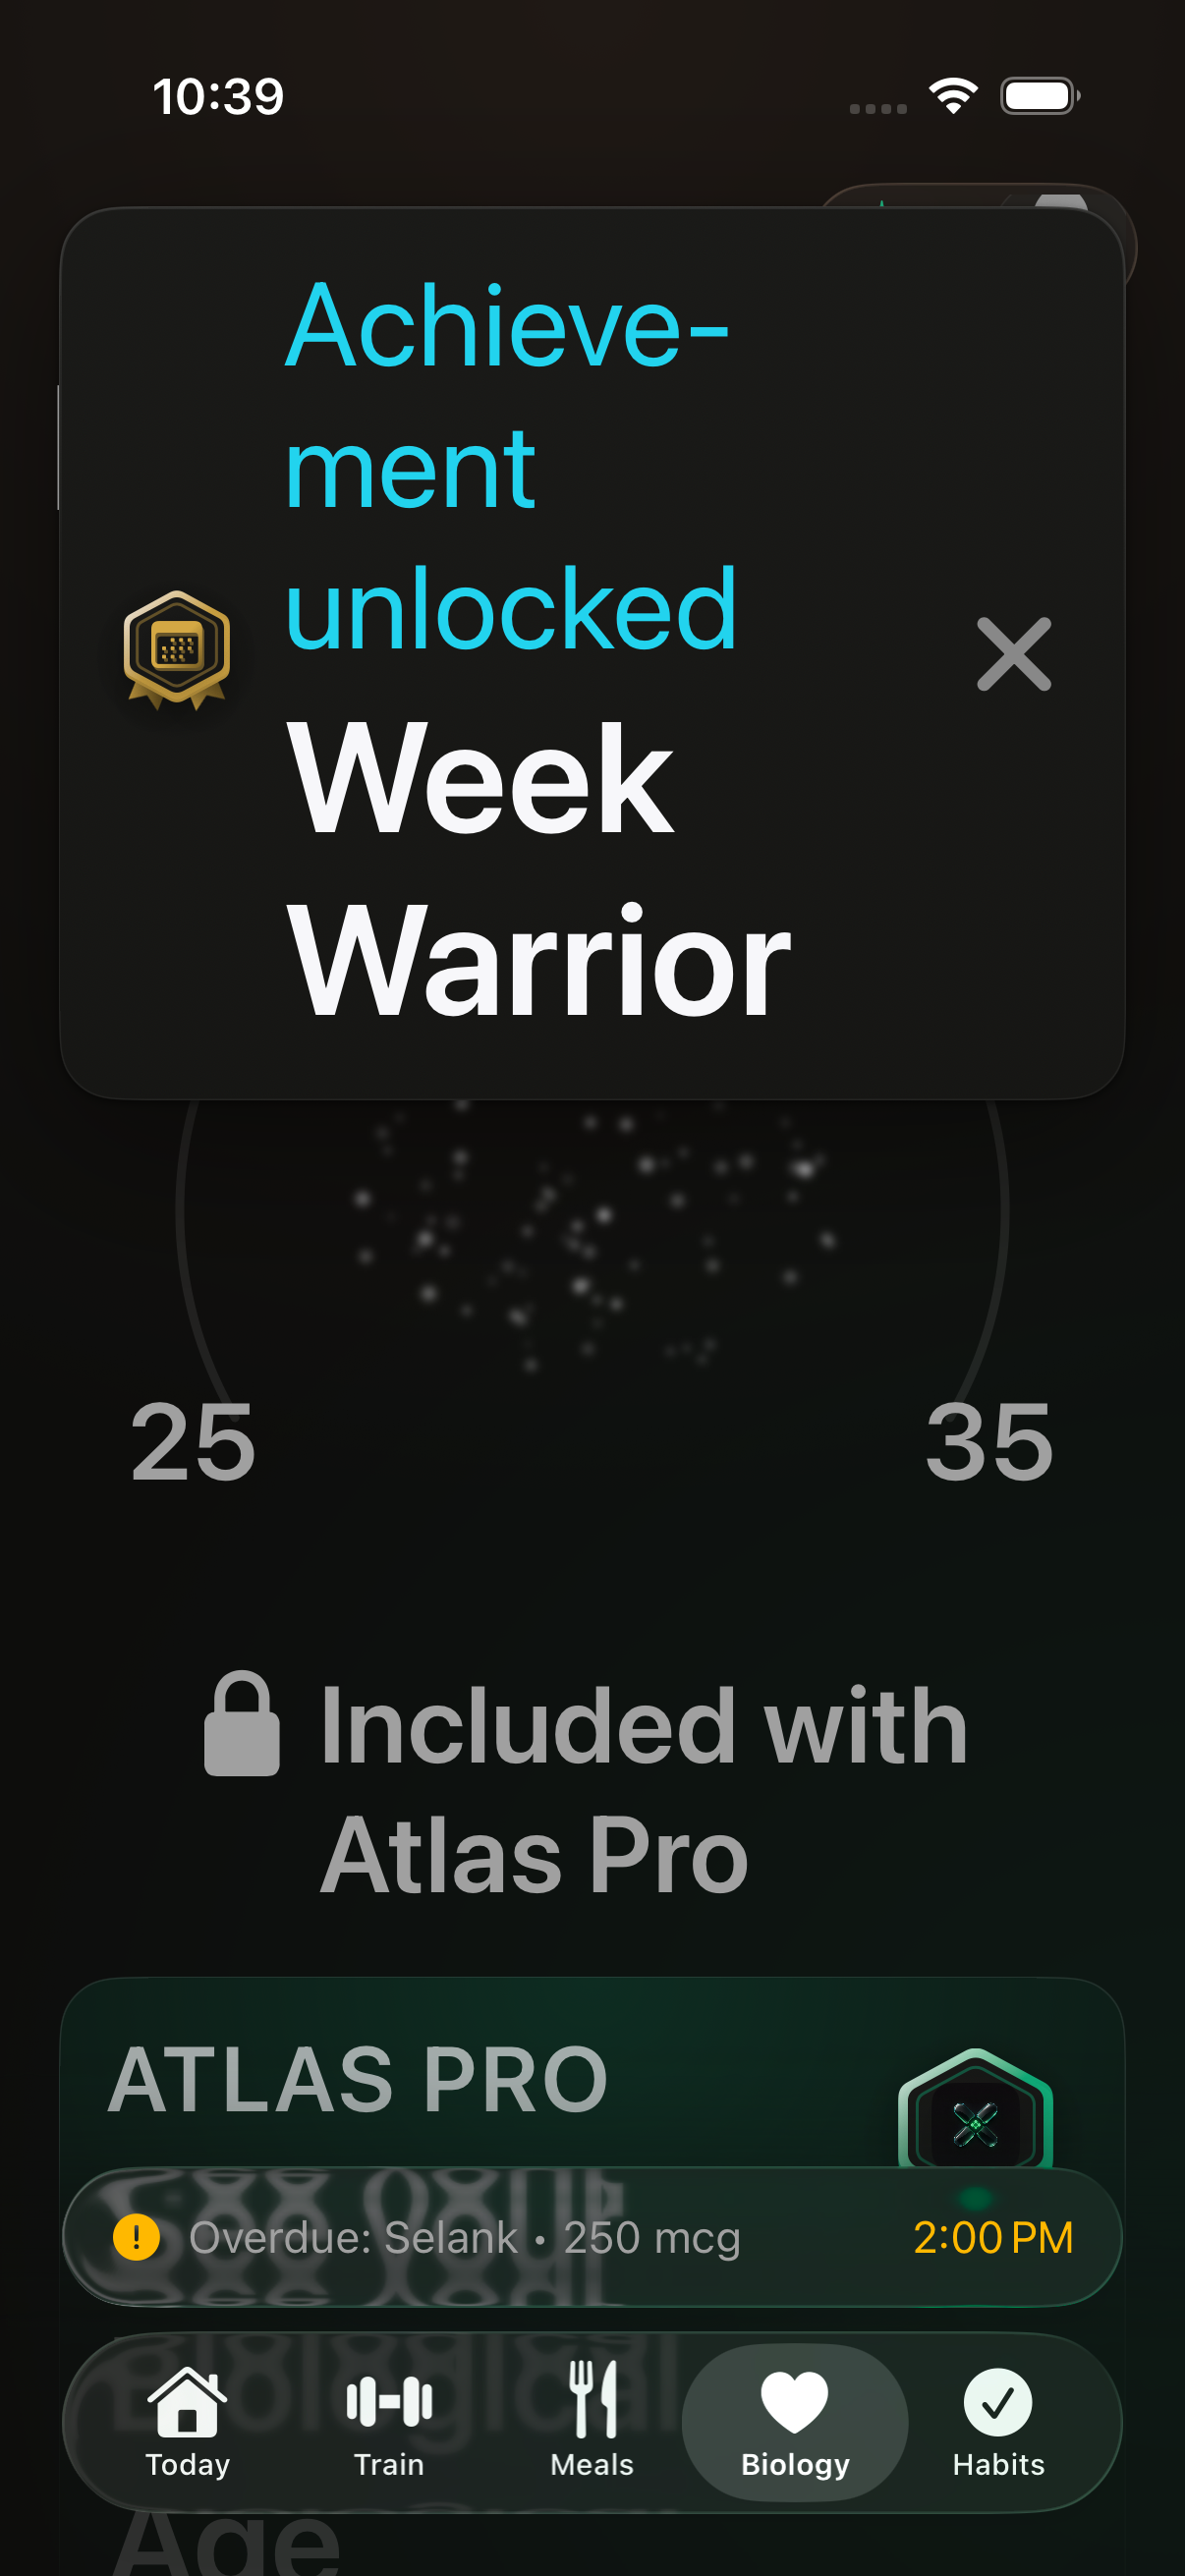 10:39
Achieve-
ment
unlocked
Week
Warrior
25
35
Included with
Atlas Pro
ATLAS PRO
Overdue: Selank • 250 mcg
2:00 PM
Biological
Today
Train
Meals
Biology
Habits
Age